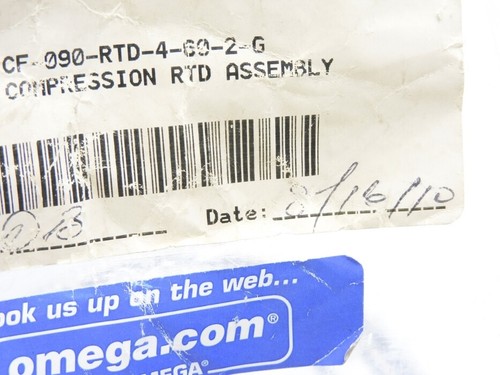 CF-090-RTD-4-60-2-G
COMPRESSION RTD ASSEMBLY
Date: 8/16/10
ook us up on the web...
omega.com®
MEGA®